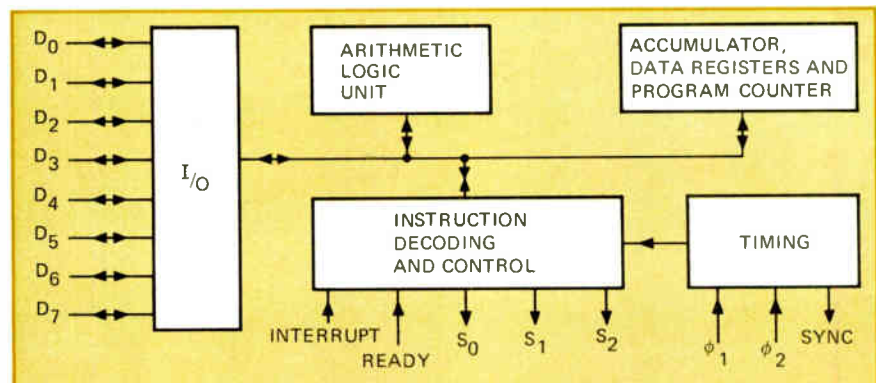 D0
D1
D2
D3
D4
D5
D6
D7
I/O
ARITHMETIC
LOGIC
UNIT
ACCUMULATOR,
DATA REGISTERS AND
PROGRAM COUNTER
INSTRUCTION
DECODING
AND CONTROL
TIMING
INTERRUPT
READY
S0
S1
S2
ϕ1
ϕ2
SYNC